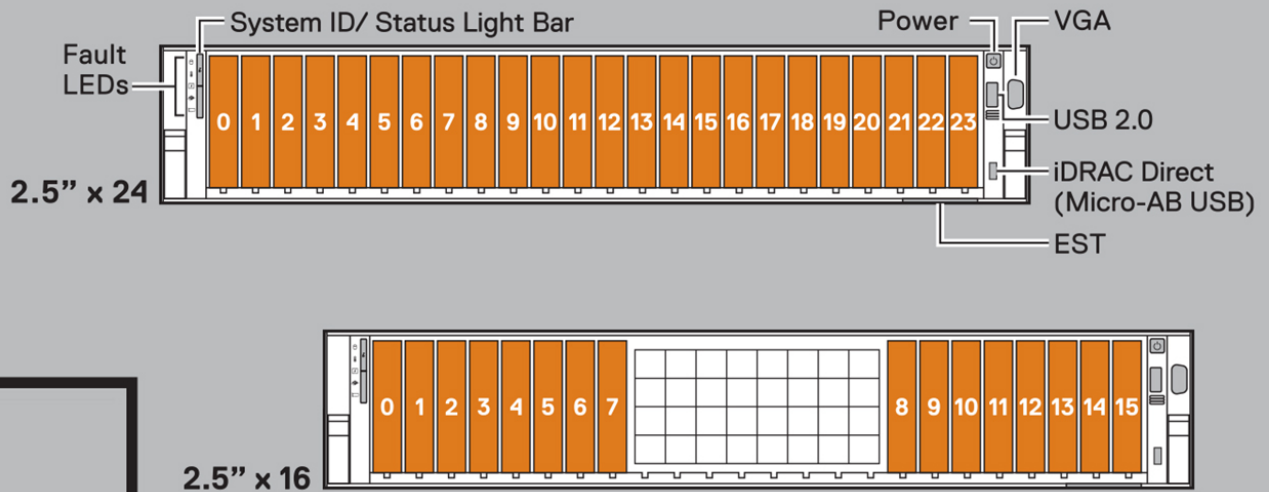 System ID/ Status Light Bar
Power
VGA
Fault
LEDs
0 1 2 3 4 5 6 7 8 9 10 11 12 13 14 15 16 17 18 19 20 21 22 23
USB 2.0
2.5” x 24
iDRAC Direct
(Micro-AB USB)
EST
0 1 2 3 4 5 6 7 8 9 10 11 12 13 14 15
2.5” x 16